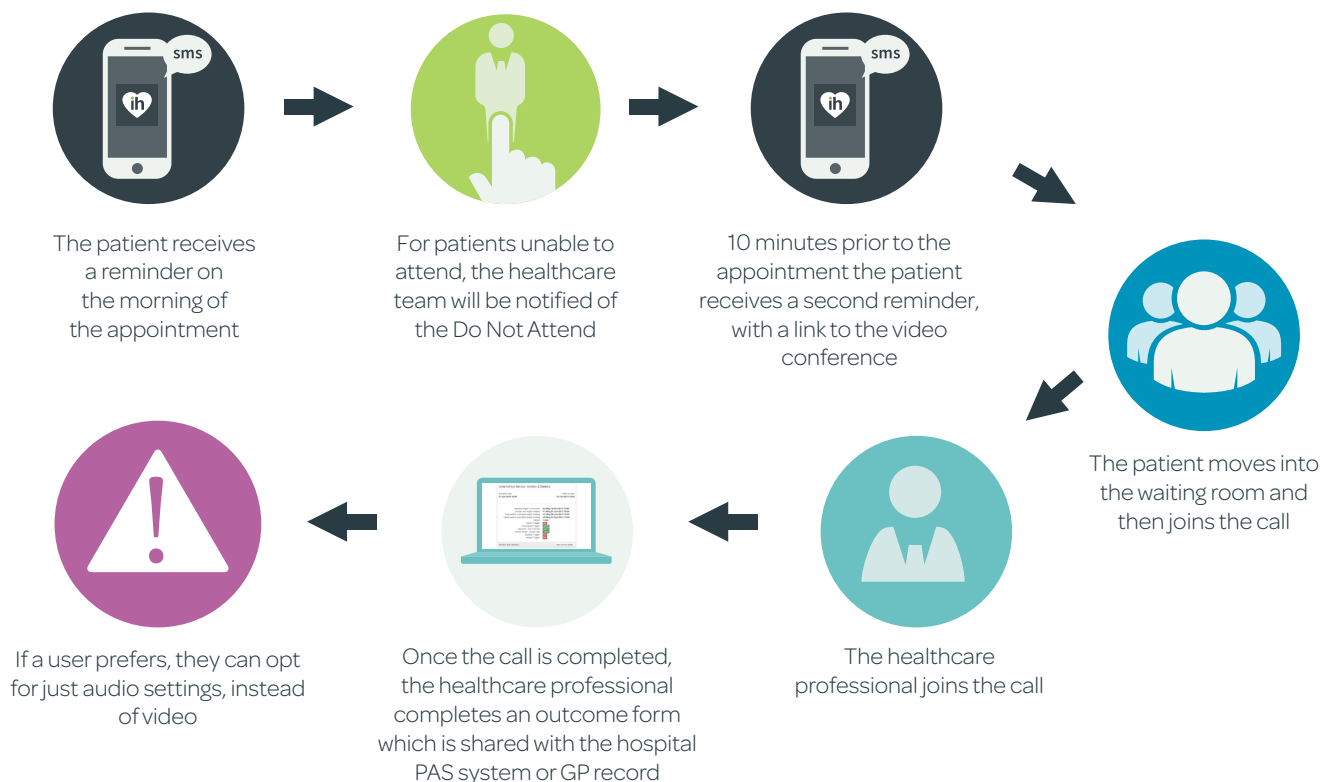 sms
ih
The patient receives
a reminder on
the morning of
the appointment
For patients unable to
attend, the healthcare
team will be notified of
the Do Not Attend
sms
ih
10 minutes prior to the
appointment the patient
receives a second reminder,
with a link to the video
conference
The patient moves into
the waiting room and
then joins the call
The healthcare
professional joins the call
Once the call is completed,
the healthcare professional
completes an outcome form
which is shared with the hospital
PAS system or GP record
If a user prefers, they can opt
for just audio settings, instead
of video